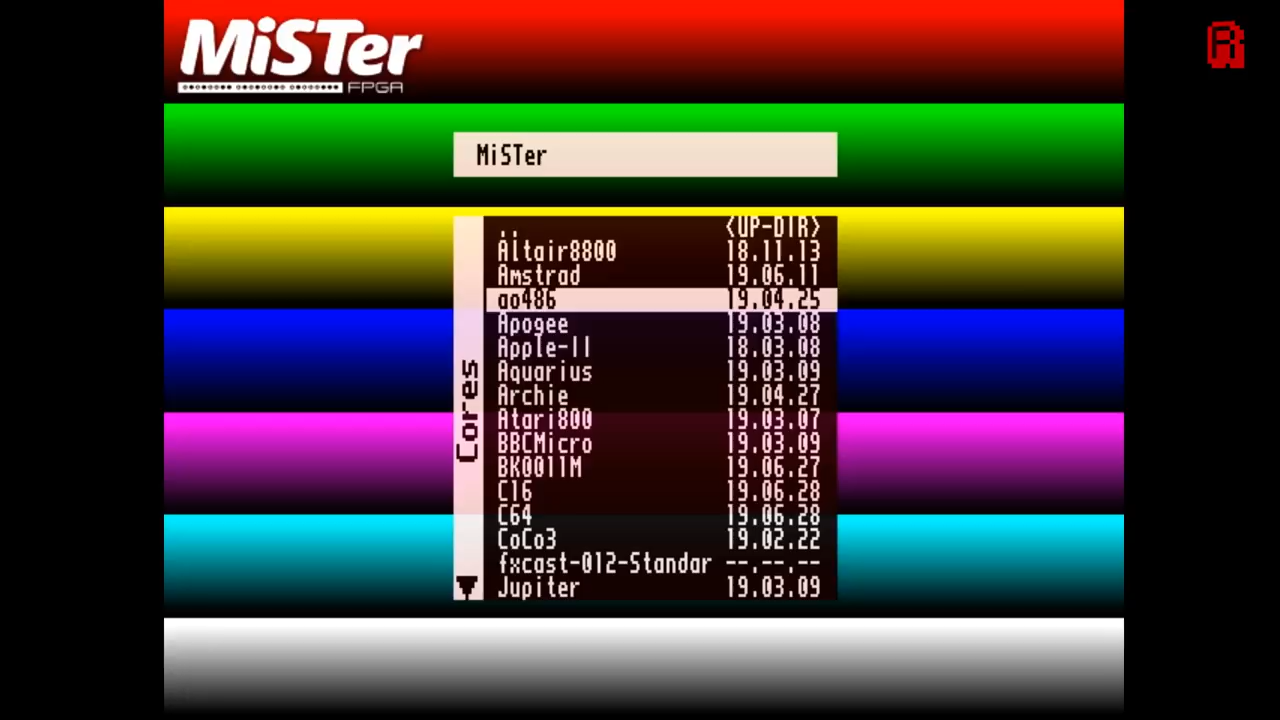 MiSTer
FPGA
MiSTer
Cores
.. <UP-DIR>
Altair8800 18.11.13
Amstrad 19.06.11
ao486 19.04.25
Apogee 19.03.08
Apple-II 18.03.08
Aquarius 19.03.09
Archie 19.04.27
Atari800 19.03.07
BBCMicro 19.03.09
BK0011M 19.06.27
C16 19.06.28
C64 19.06.28
CoCo3 19.02.22
fxcast-012-Standar --.--.--
Jupiter 19.03.09